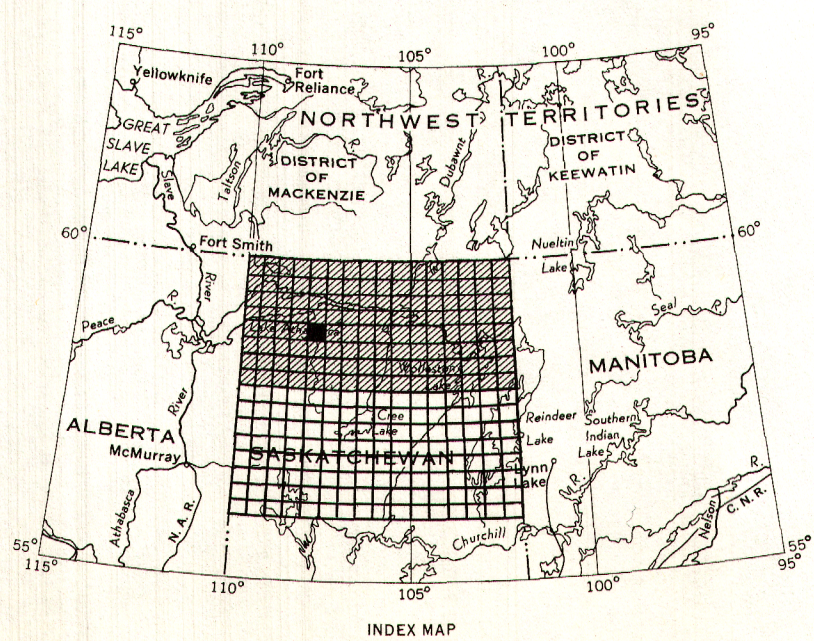 115°
110°
105°
100°
95°
Yellowknife
Fort
Reliance
R.
GREAT
SLAVE
LAKE
NORTHWEST TERRITORIES
DISTRICT
OF
MACKENZIE
R.
Dubawnt
DISTRICT
OF
KEEWATIN
Slave
Taltson
60°
Fort Smith
Nueltin
Lake
60°
River
Peace
R.
Seal R.
Wollaston
Lake
MANITOBA
River
ALBERTA
McMurray
Cree
Lake
SASKATCHEWAN
Reindeer
Lake
Southern
Indian
Lake
Lynn
Lake
R.
Athabasca
N. A. R.
Churchill
Nelson
R.
C. N. R.
55°
115°
110°
105°
100°
55°
95°
INDEX MAP